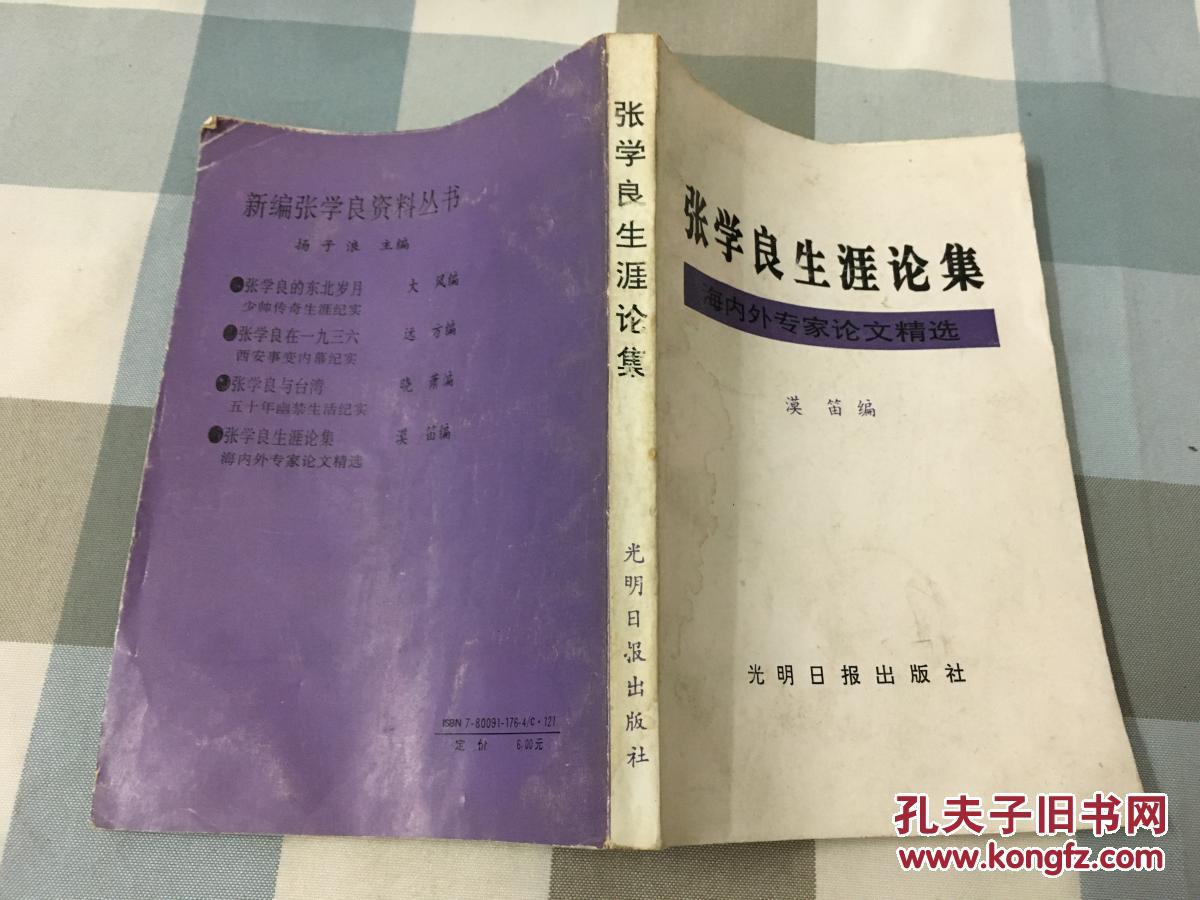 新编张学良资料丛书
扬子浪 主编
张学良的东北岁月 大风编
少帅传奇生涯纪实
张学良在一九三六 远方编
西安事变内幕纪实
张学良与台湾 晓萧编
五十年幽禁生活纪实
张学良生涯论集 漠笛编
海内外专家论文精选
ISBN 7-80091-176-4/C·121
定价 6.00元
张学良生涯论集
光明日报出版社
张学良生涯论集
海内外专家论文精选
漠笛编
光明日报出版社
孔夫子旧书网
www.kongfz.com